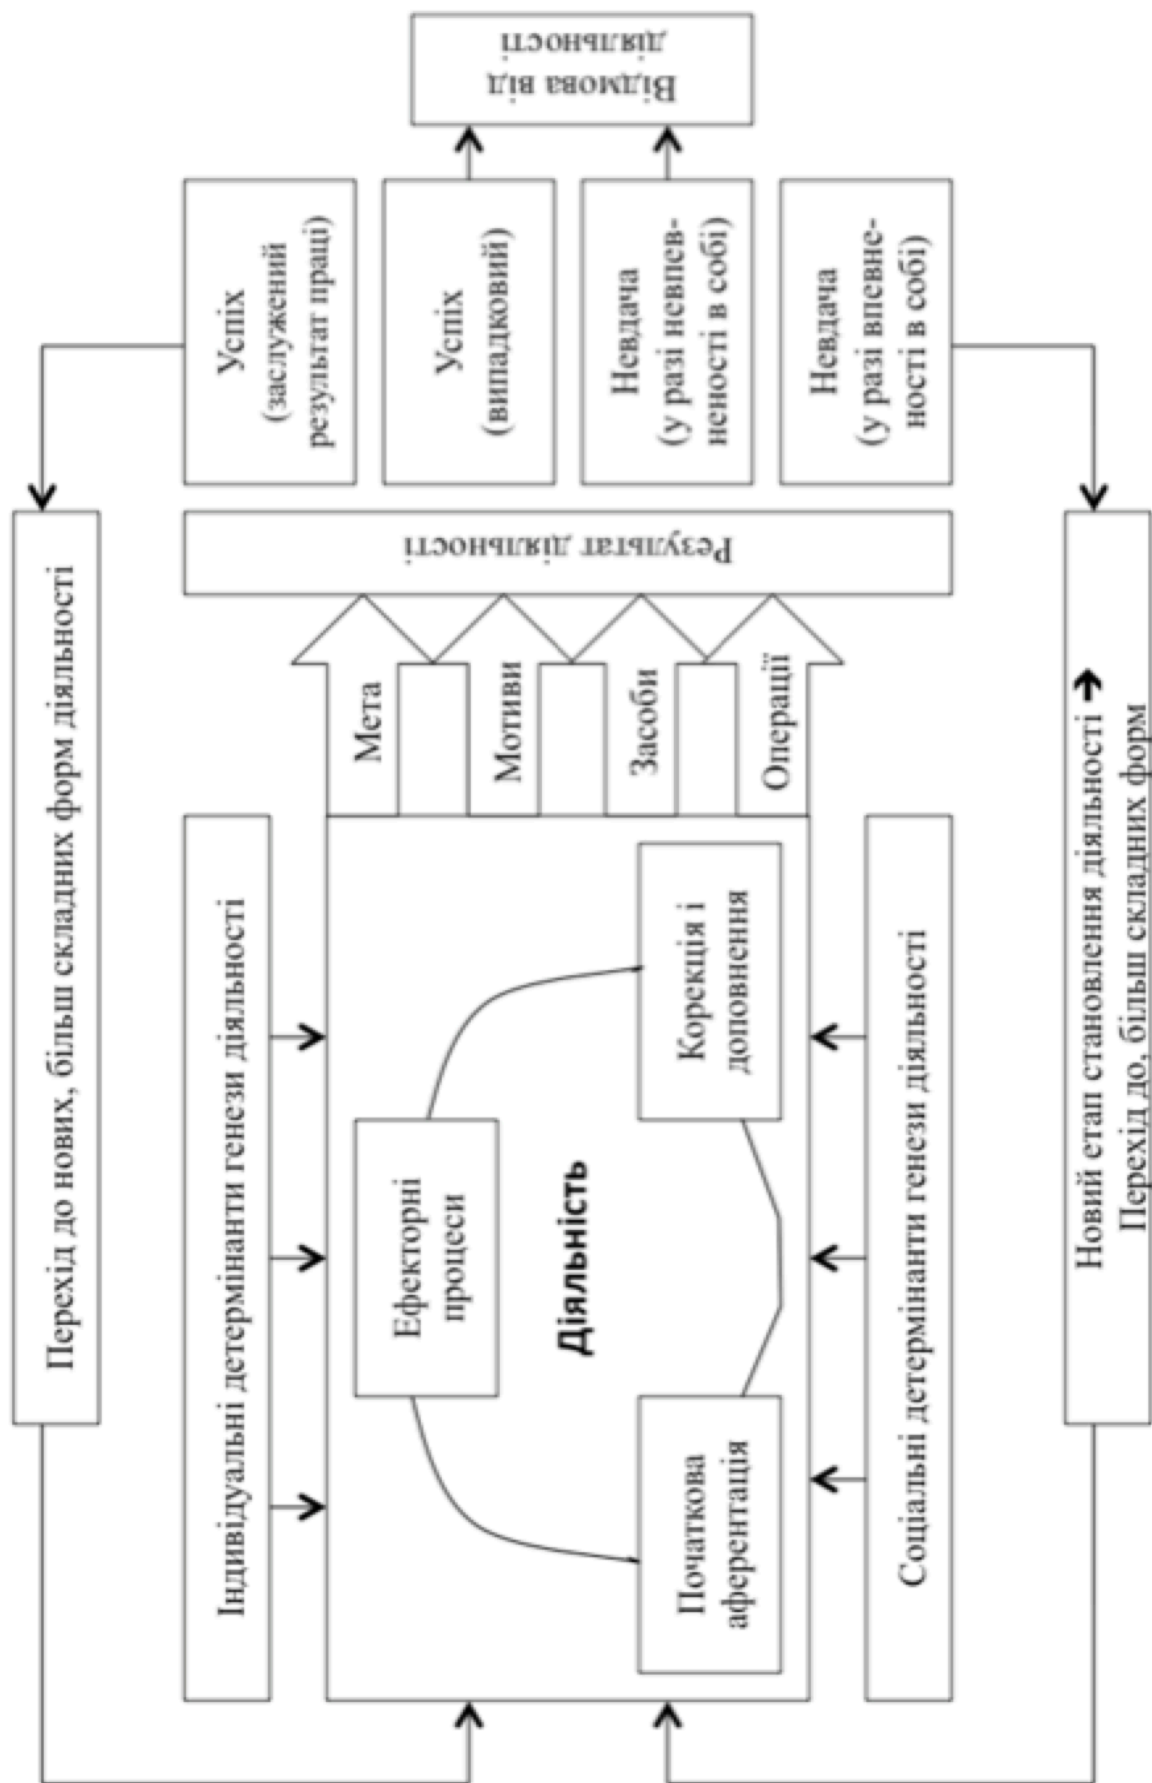 Перехід до нових, більш складних форм діяльності
Індивідуальні детермінанти генези діяльності
Ефекторні
процеси
Діяльність
Початкова
аферентація
Корекція і
доповнення
Соціальні детермінанти генези діяльності
Мета
Мотиви
Засоби
Операції
Результат діяльності
Успіх
(заслужений
результат праці)
Успіх
(випадковий)
Невдача
(у разі невпев-
неності в собі)
Невдача
(у разі впевне-
ності в собі)
Відмова від
діяльності
Новий етап становлення діяльності ➔
Перехід до, більш складних форм